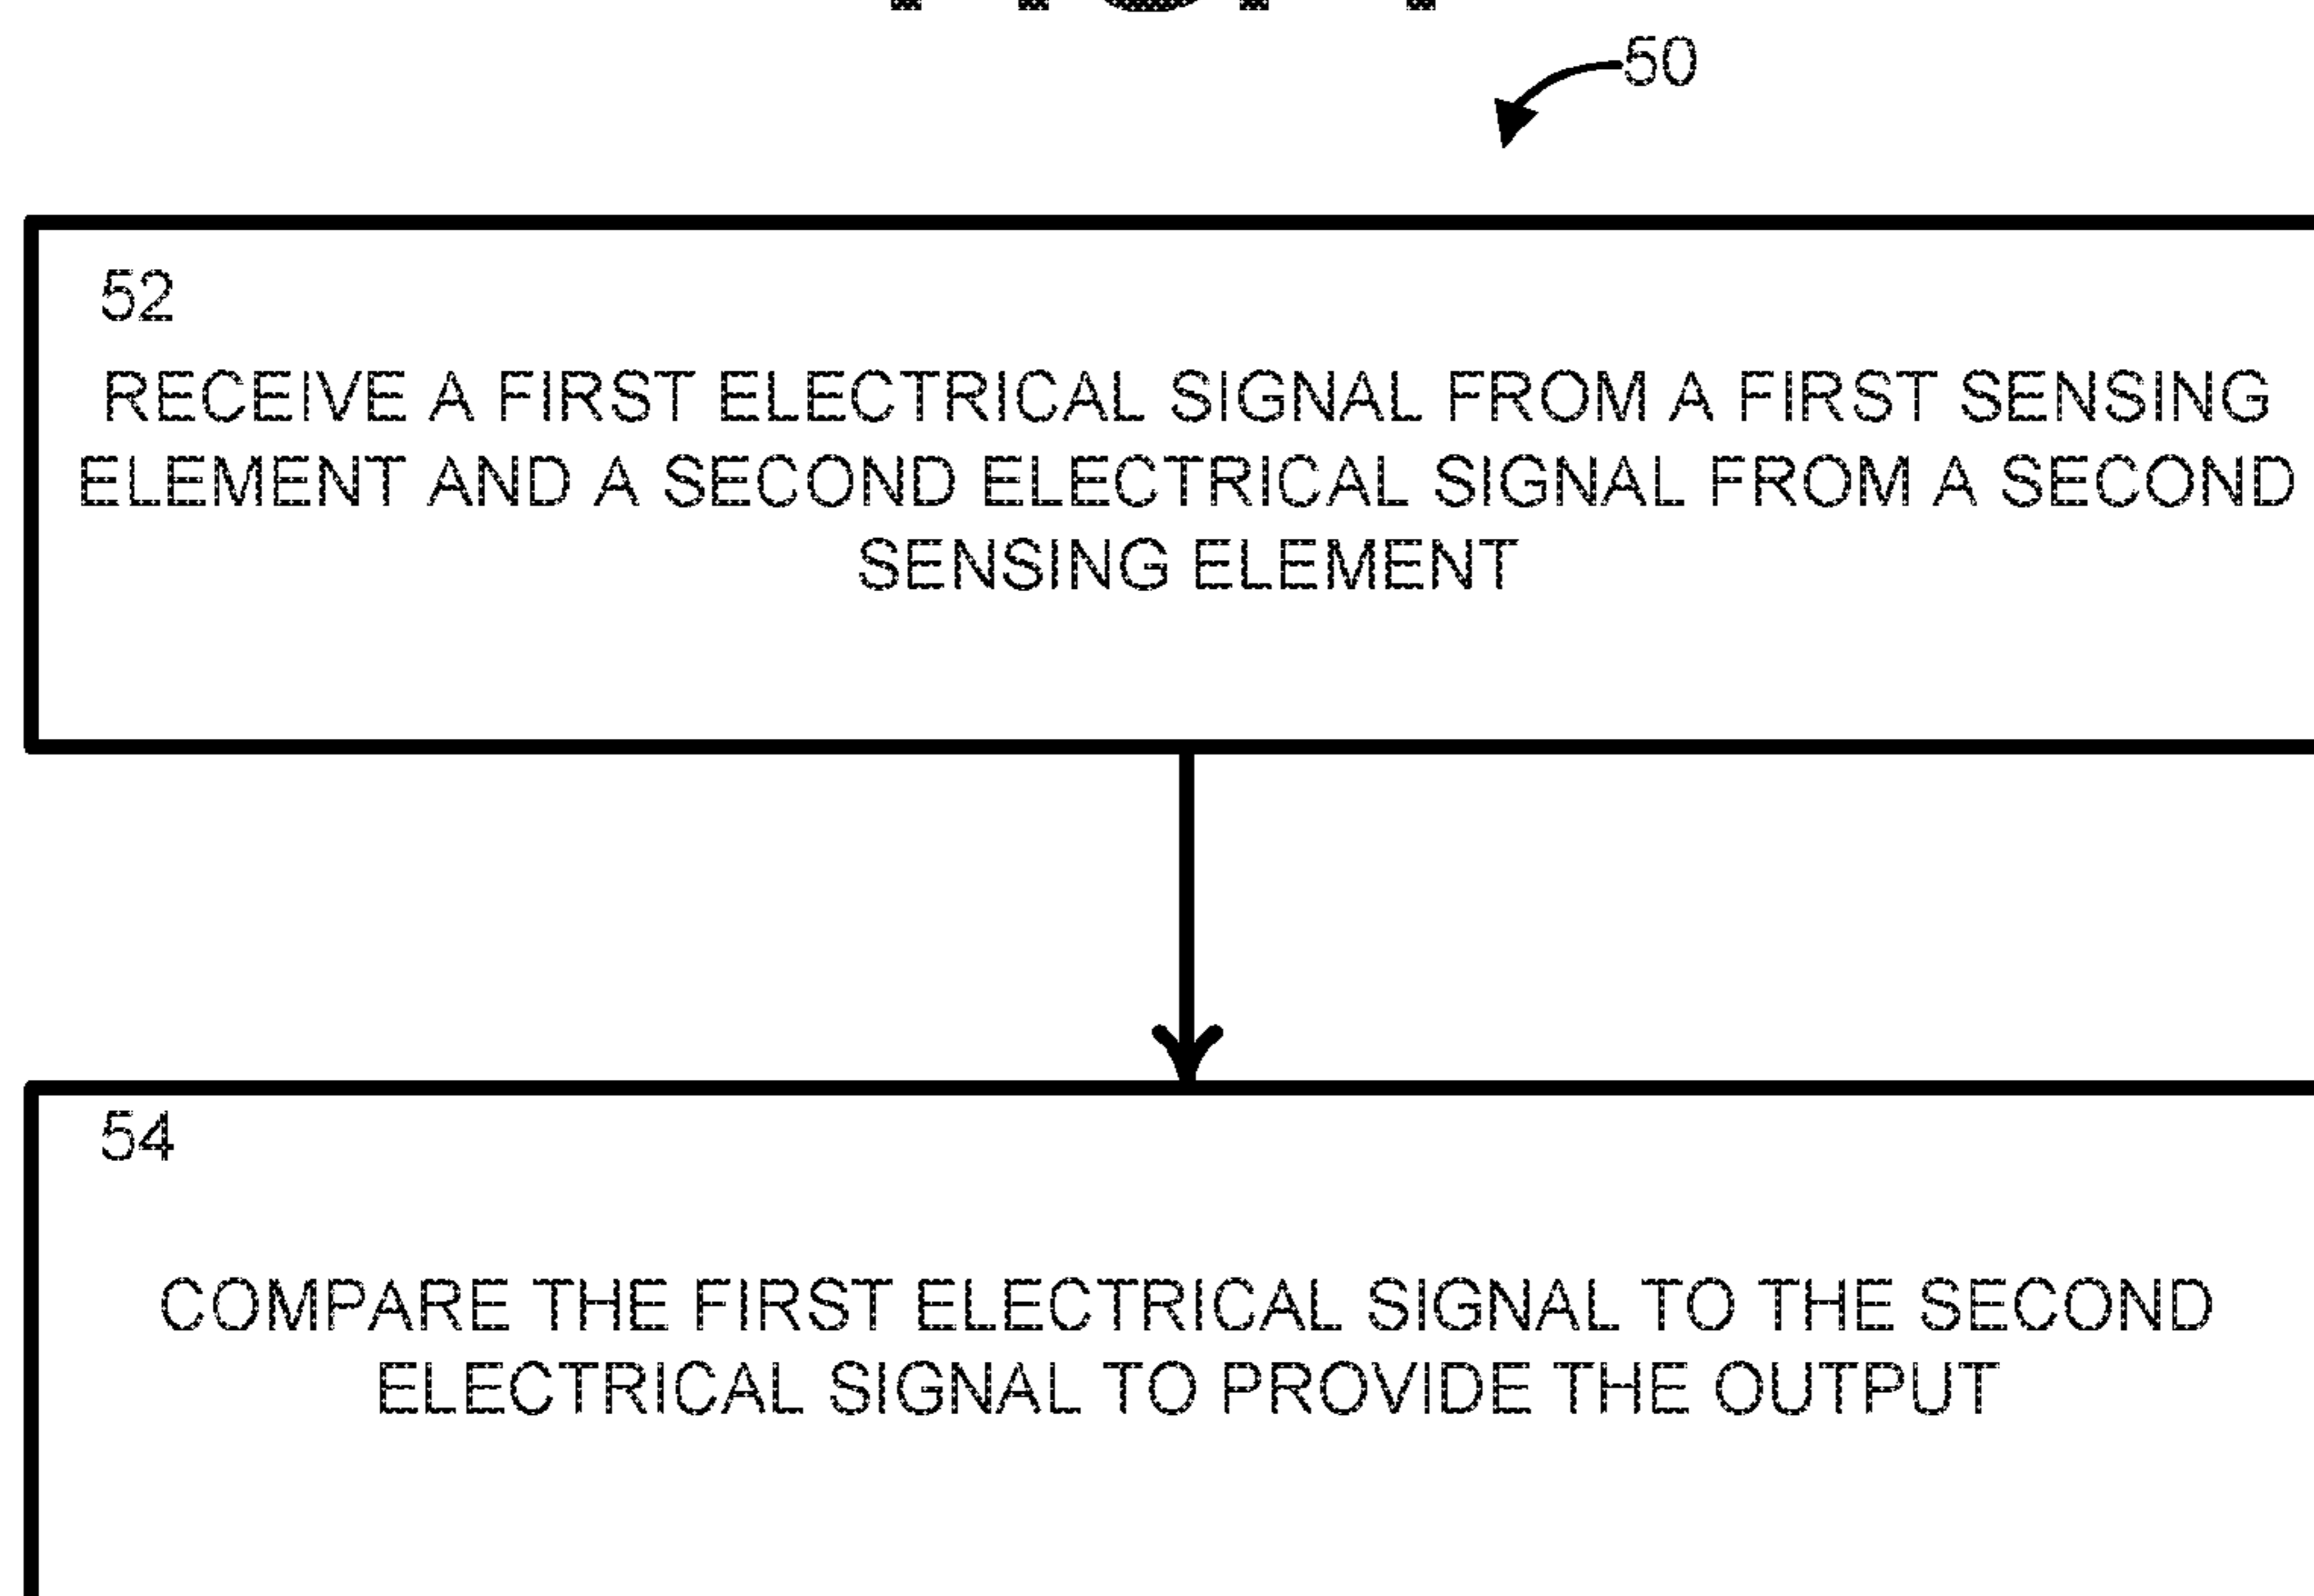 50
52
RECEIVE A FIRST ELECTRICAL SIGNAL FROM A FIRST SENSING
ELEMENT AND A SECOND ELECTRICAL SIGNAL FROM A SECOND
SENSING ELEMENT
54
COMPARE THE FIRST ELECTRICAL SIGNAL TO THE SECOND
ELECTRICAL SIGNAL TO PROVIDE THE OUTPUT